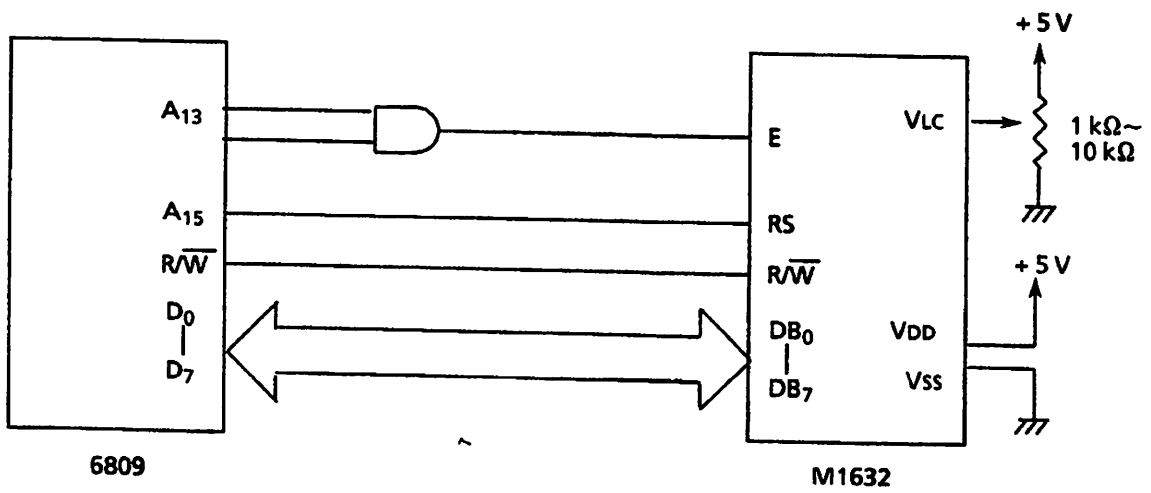 + 5 V
A13
VLC
1 kΩ~
10 kΩ
E
A15
RS
R/W̅
R/W̅
+ 5 V
D0
|
D7
DB0
|
DB7
VDD
VSS
6809
M1632